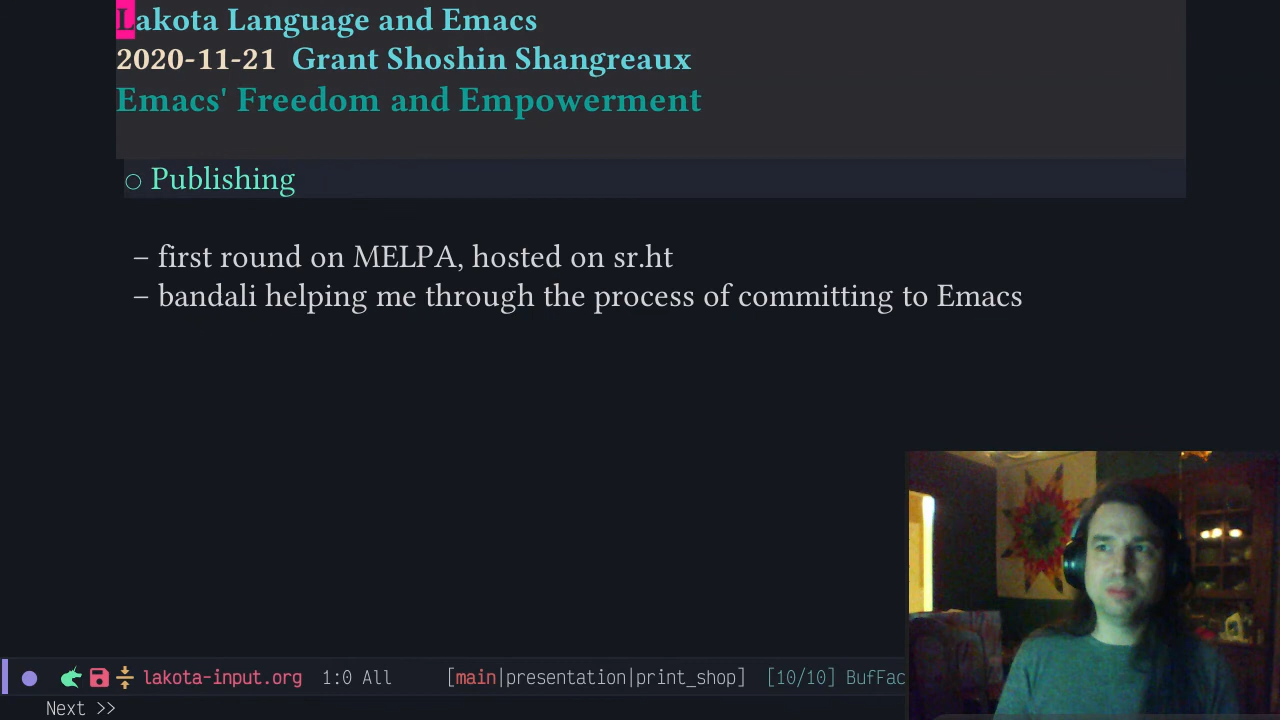 Lakota Language and Emacs
2020-11-21 Grant Shoshin Shangreaux
Emacs' Freedom and Empowerment
○ Publishing
– first round on MELPA, hosted on sr.ht
– bandali helping me through the process of committing to Emacs
lakota-input.org 1:0 All [main|presentation|print_shop] [10/10] BufFac
Next >>